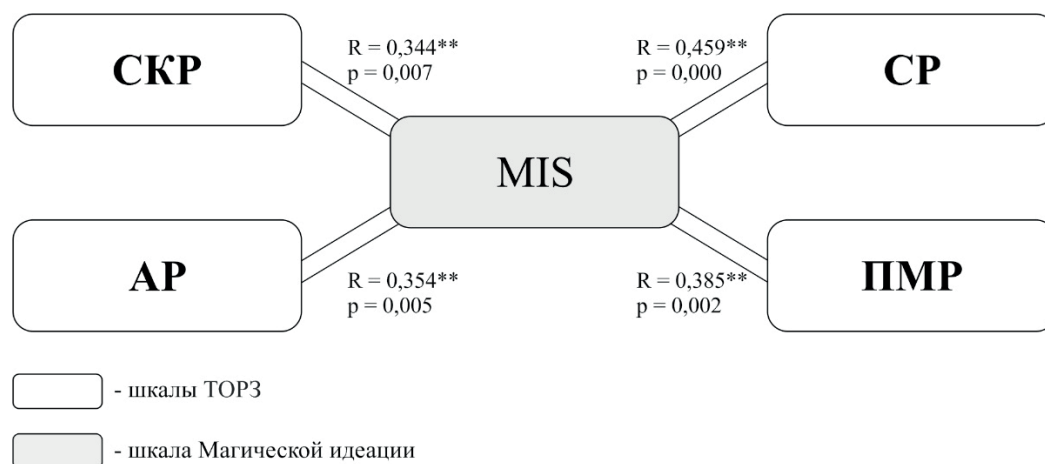 СКР
R = 0,344**
p = 0,007
R = 0,459**
p = 0,000
СР
MIS
АР
R = 0,354**
p = 0,005
R = 0,385**
p = 0,002
ПМР
- шкалы ТОРЗ
- шкала Магической идеации